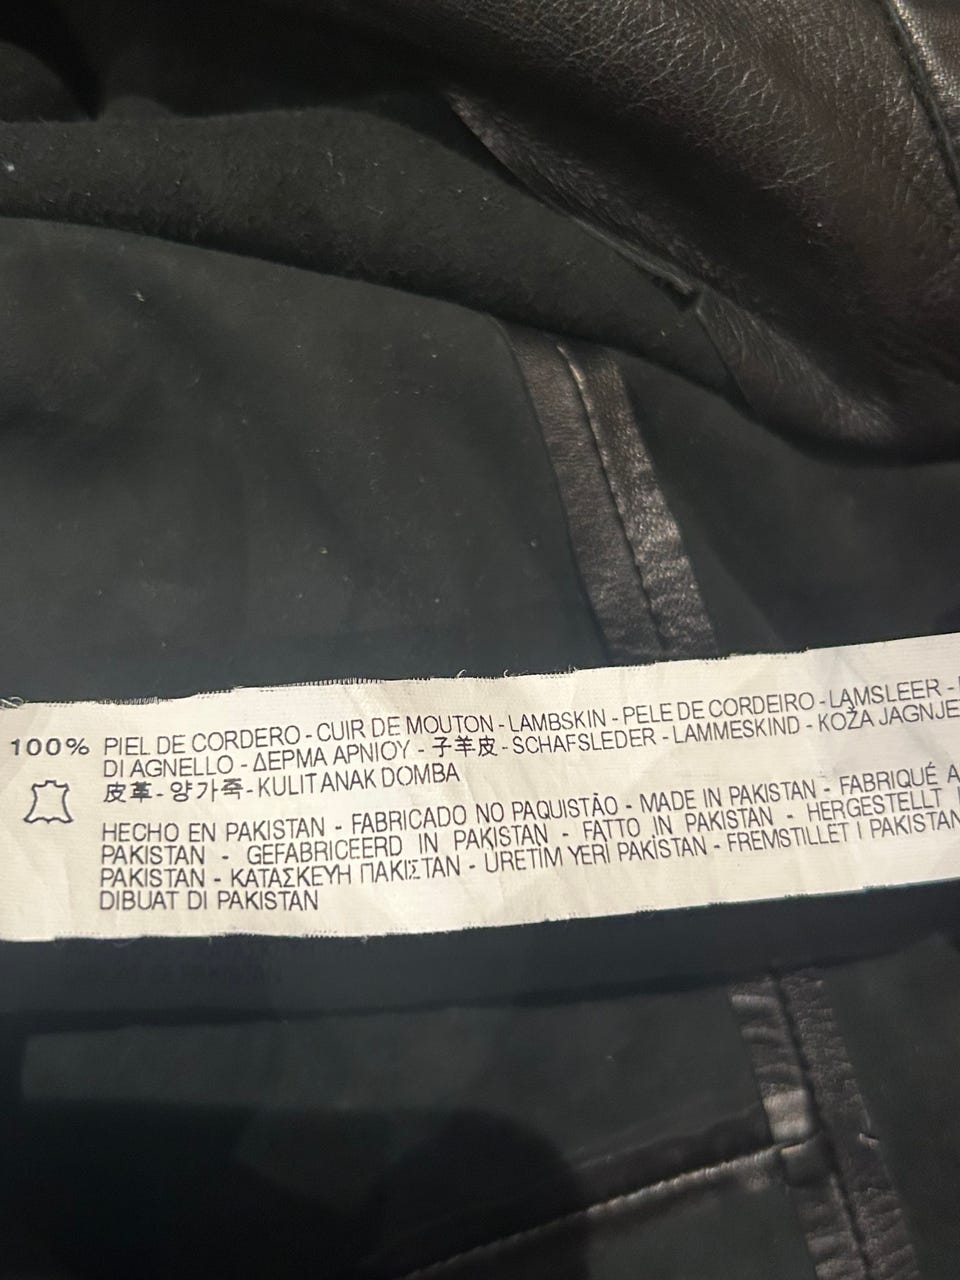 100% PIEL DE CORDERO - CUIR DE MOUTON - LAMBSKIN - PELE DE CORDEIRO - LAMSLEER -
DI AGNELLO - ΔΕΡΜΑ ΑΡΝΙΟΥ - 子羊皮 - SCHAFSLEDER - LAMMESKIND - KOŽA JAGNJE
皮革 - 양가죽 - KULIT ANAK DOMBA
HECHO EN PAKISTAN - FABRICADO NO PAQUISTÃO - MADE IN PAKISTAN - FABRIQUÉ A
PAKISTAN - GEFABRICEERD IN PAKISTAN - FATTO IN PAKISTAN - HERGESTELLT
PAKISTAN - ΚΑΤΑΣΚΕΥΗ ΠΑΚΙΣΤΑΝ - ÜRETİM YERİ PAKISTAN - FREMSTILLET I PAKISTAN
DIBUAT DI PAKISTAN